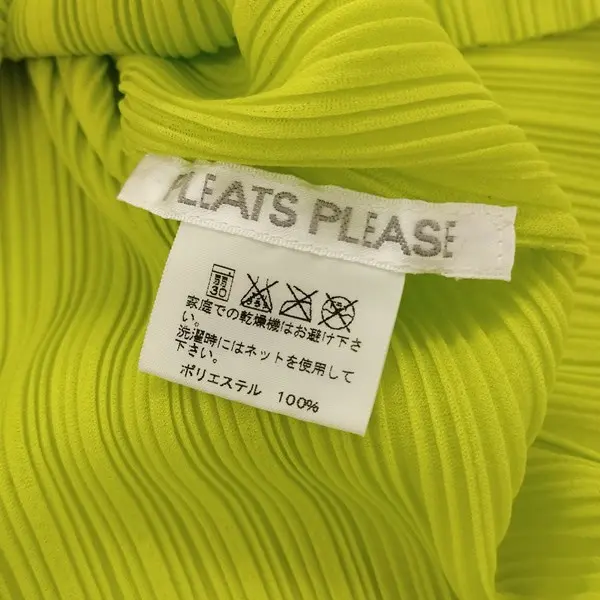 PLEATS PLEASE
弱
30
家庭での乾燥機はお避け下さ
い。
洗濯時にはネットを使用して
下さい。
ポリエステル 100%